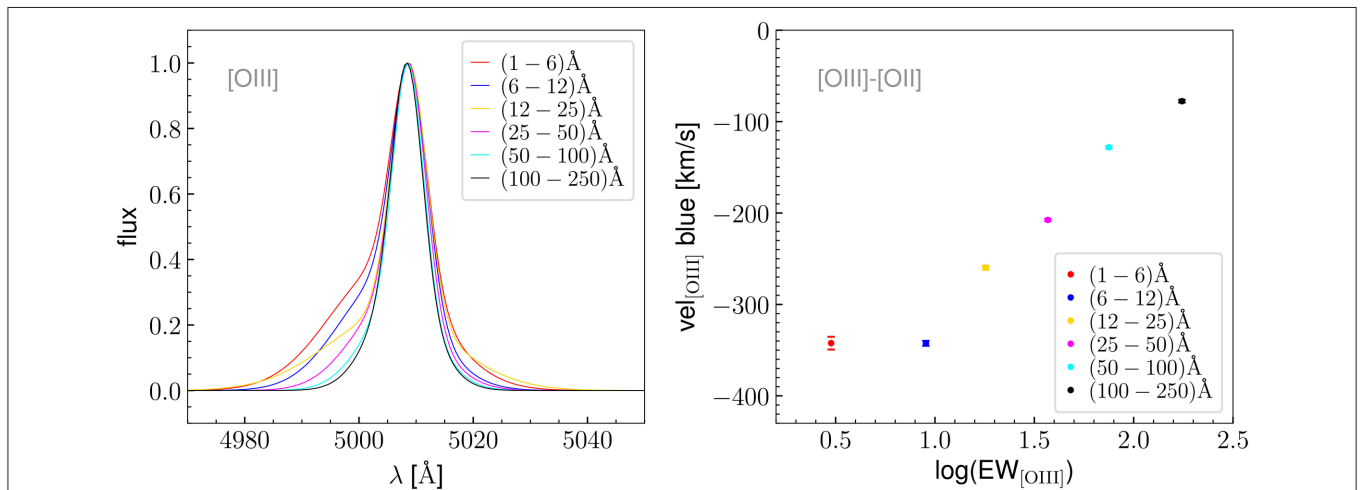 [OIII]
(1 − 6)Å
(6 − 12)Å
(12 − 25)Å
(25 − 50)Å
(50 − 100)Å
(100 − 250)Å
1.0
0.8
0.6
0.4
0.2
0.0
flux
4980 5000 5020 5040
λ [Å]
[OIII]-[OII]
0
−100
−200
−300
−400
vel[OIII] blue [km/s]
(1 − 6)Å
(6 − 12)Å
(12 − 25)Å
(25 − 50)Å
(50 − 100)Å
(100 − 250)Å
0.5 1.0 1.5 2.0 2.5
log(EW[OIII])